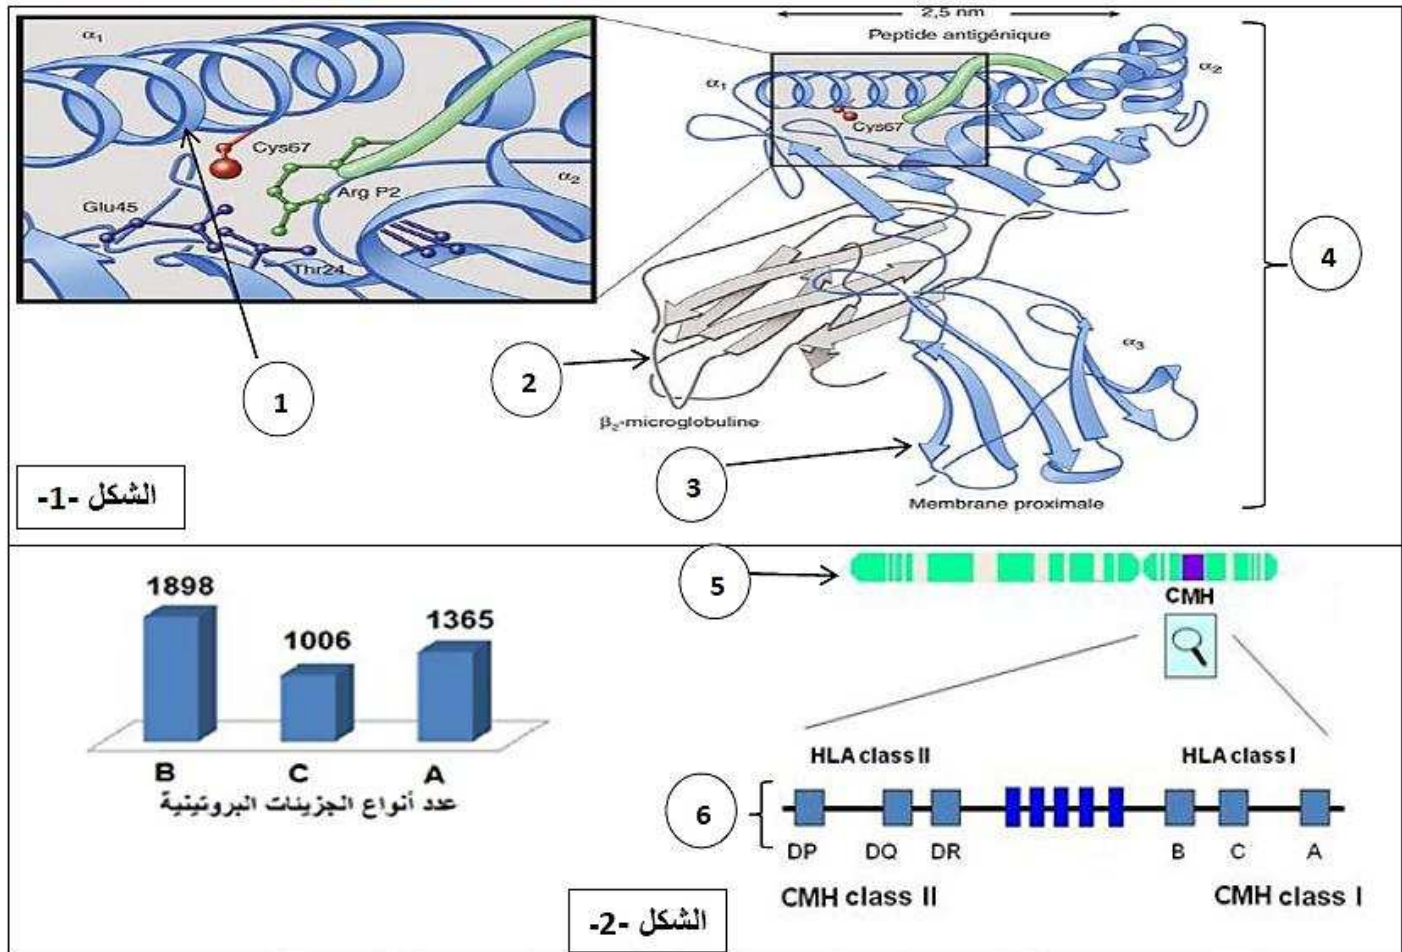 2,5 nm
Peptide antigénique
α1
α2
α1
Cys67
Cys67
α2
Arg P2
Glu45
Thr24
4
1
2
α3
β2-microglobuline
3
Membrane proximale
الشكل -1-
5
CMH
1898
1006
1365
B
C
A
عدد أنواع الجزيئات البروتينية
HLA class II
HLA class I
6
DP
DQ
DR
B
C
A
CMH class II
CMH class I
الشكل -2-